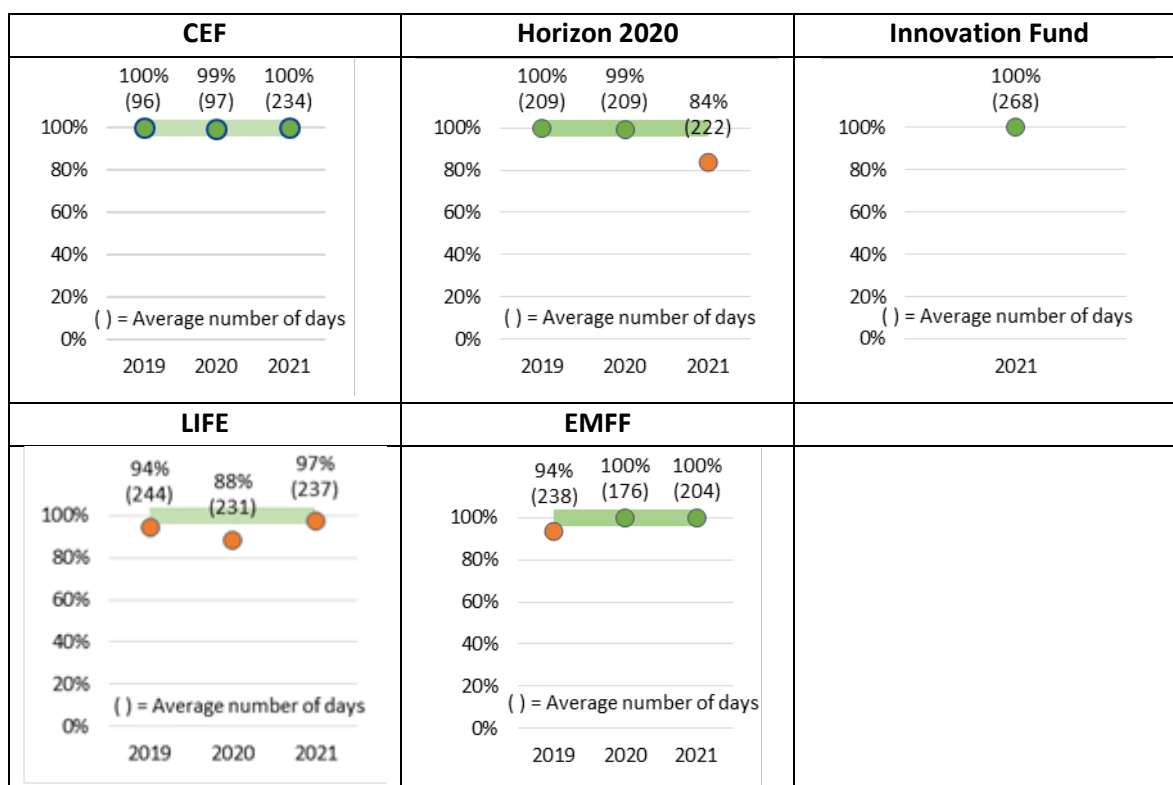 CEF
100% 99% 100%
(96) (97) (234)
100%
80%
60%
40%
20%
( ) = Average number of days
0%
2019 2020 2021
Horizon 2020
100% 99%
(209) (209) 84%
(222)
100%
80%
60%
40%
20%
( ) = Average number of days
0%
2019 2020 2021
Innovation Fund
100%
(268)
100%
80%
60%
40%
20%
( ) = Average number of days
0%
2021
LIFE
94% 88% 97%
(244) (231) (237)
100%
80%
60%
40%
20%
( ) = Average number of days
0%
2019 2020 2021
EMFF
94% 100% 100%
(238) (176) (204)
100%
80%
60%
40%
20%
( ) = Average number of days
0%
2019 2020 2021